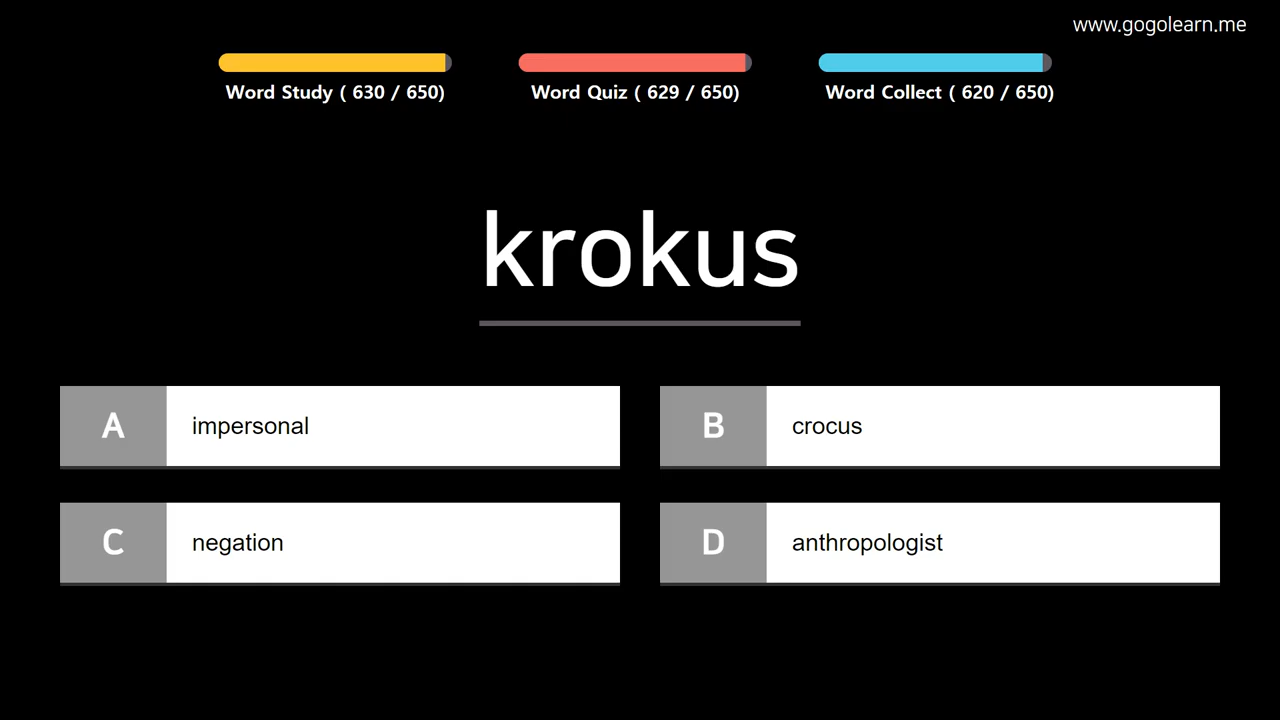 www.gogolearn.me
Word Study ( 630 / 650)
Word Quiz ( 629 / 650)
Word Collect ( 620 / 650)
krokus
A impersonal
B crocus
C negation
D anthropologist